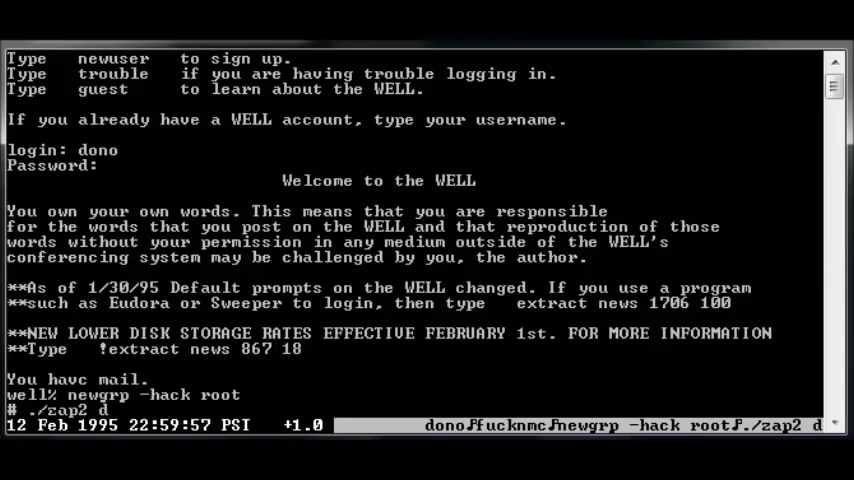 Type   newuser   to sign up.
Type   trouble   if you are having trouble logging in.
Type   guest     to learn about the WELL.
If you already have a WELL account, type your username.
login: dono
Password:
Welcome to the WELL
You own your own words. This means that you are responsible
for the words that you post on the WELL and that reproduction of those
words without your permission in any medium outside of the WELL's
conferencing system may be challenged by you, the author.
**As of 1/30/95 Default prompts on the WELL changed. If you use a program
**such as Eudora or Sweeper to login, then type   extract news 1706 100
**NEW LOWER DISK STORAGE RATES EFFECTIVE FEBRUARY 1st. FOR MORE INFORMATION
**Type   !extract news 867 18
You have mail.
well% newgrp -hack root
# ./zap2 d
12 Feb 1995 22:59:57 PSI   +1.0   dono♪fucknmc♪newgrp -hack root♪./zap2 d